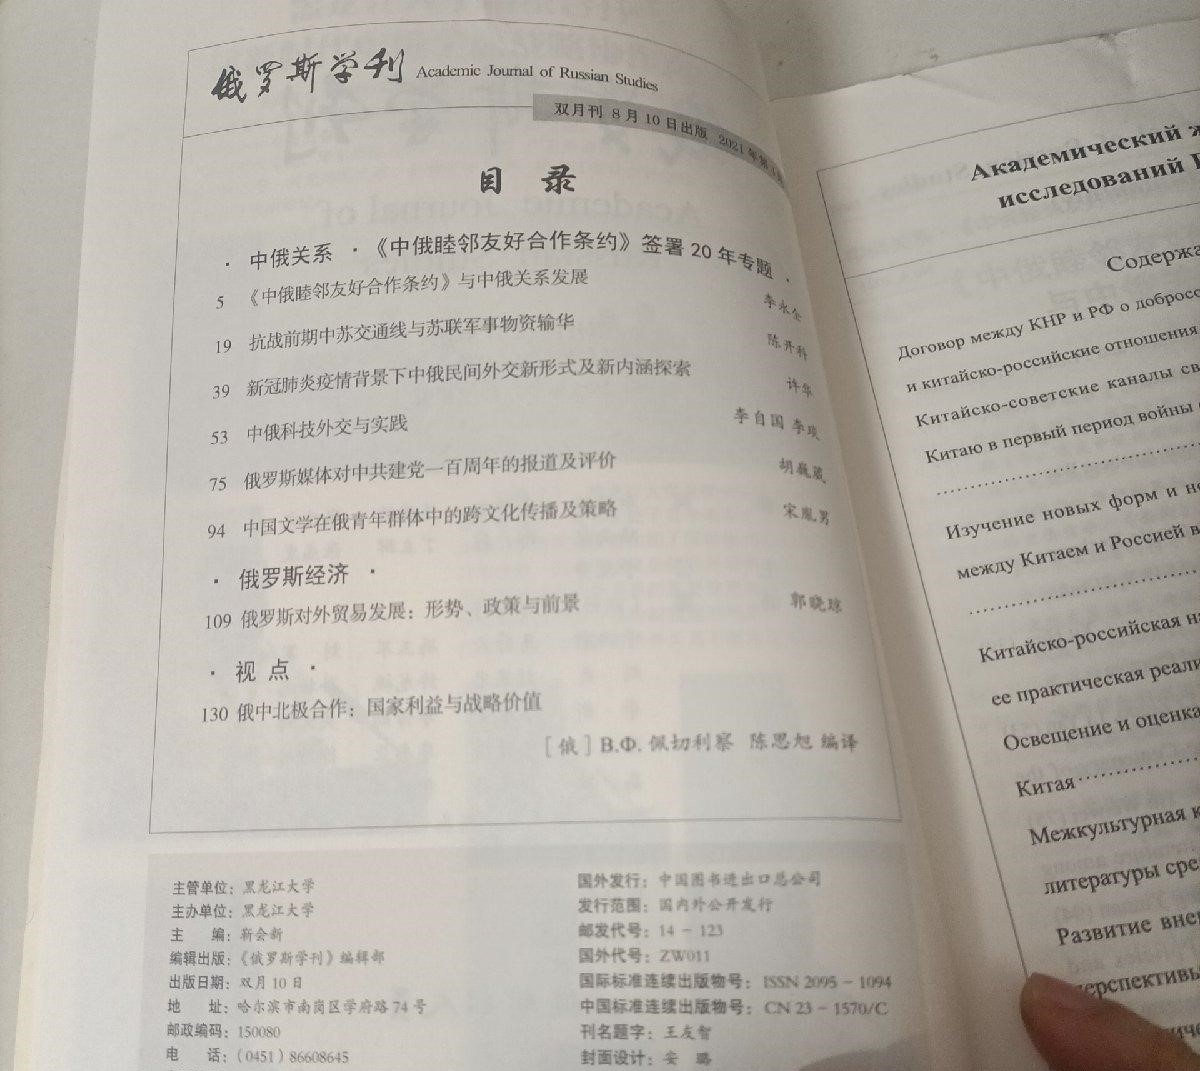 俄罗斯学刊 Academic Journal of Russian Studies
双月刊 8月10日出版 2021年第
目 录
· 中俄关系 · 《中俄睦邻友好合作条约》签署20年专题 ·
5 《中俄睦邻友好合作条约》与中俄关系发展 李永全
19 抗战前期中苏交通线与苏联军事物资输华 陈开科
39 新冠肺炎疫情背景下中俄民间外交新形式及新内涵探索 许华
53 中俄科技外交与实践 李自国 李琰
75 俄罗斯媒体对中共建党一百周年的报道及评价 胡巍葳
94 中国文学在俄青年群体中的跨文化传播及策略 宋胤男
· 俄罗斯经济 ·
109 俄罗斯对外贸易发展：形势、政策与前景 郭晓琼
· 视 点 ·
130 俄中北极合作：国家利益与战略价值
[俄] В.Ф. 佩切利察 陈思旭 编译
主管单位：黑龙江大学
主办单位：黑龙江大学
主 编：靳会新
编辑出版：《俄罗斯学刊》编辑部
出版日期：双月10日
地 址：哈尔滨市南岗区学府路74号
邮政编码：150080
电 话：(0451) 86608645
国外发行：中国图书进出口总公司
发行范围：国内外公开发行
邮发代号：14-123
国外代号：ZW011
国际标准连续出版物号：ISSN 2095-1094
中国标准连续出版物号：CN 23-1570/C
刊名题字：王友智
封面设计：安 璐
Академический ж
исследований
Содержа
Договор между КНР и РФ о добросос
и китайско-российские отношения
Китайско-советские каналы св
Китаю в первый период войны
Изучение новых форм и но
между Китаем и Россией в
Китайско-российская на
ее практическая реали
Освещение и оценка
Китая
Межкультурная к
литературы сре
Развитие вне
ерспективы